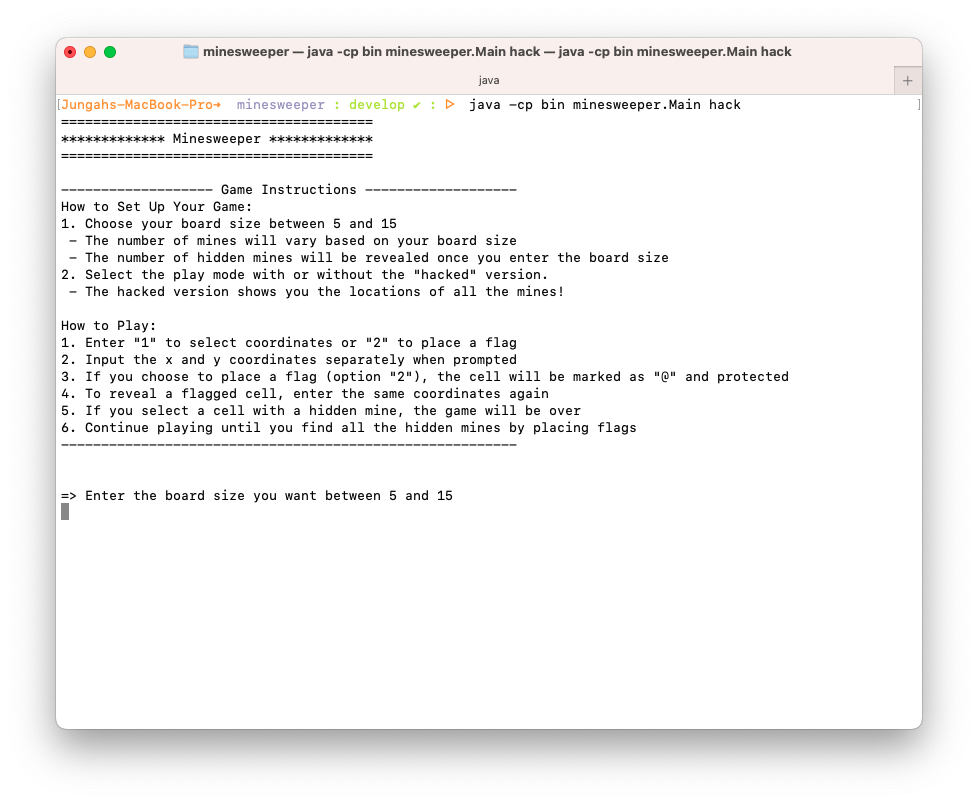 minesweeper — java -cp bin minesweeper.Main hack — java -cp bin minesweeper.Main hack
java
+
[Jungahs-MacBook-Pro➜  minesweeper : develop ✔ : ▷  java -cp bin minesweeper.Main hack ]
=======================================
************* Minesweeper *************
=======================================

------------------- Game Instructions -------------------
How to Set Up Your Game:
1. Choose your board size between 5 and 15
 - The number of mines will vary based on your board size
 - The number of hidden mines will be revealed once you enter the board size
2. Select the play mode with or without the "hacked" version.
 - The hacked version shows you the locations of all the mines!

How to Play:
1. Enter "1" to select coordinates or "2" to place a flag
2. Input the x and y coordinates separately when prompted
3. If you choose to place a flag (option "2"), the cell will be marked as "@" and protected
4. To reveal a flagged cell, enter the same coordinates again
5. If you select a cell with a hidden mine, the game will be over
6. Continue playing until you find all the hidden mines by placing flags
---------------------------------------------------------

=> Enter the board size you want between 5 and 15